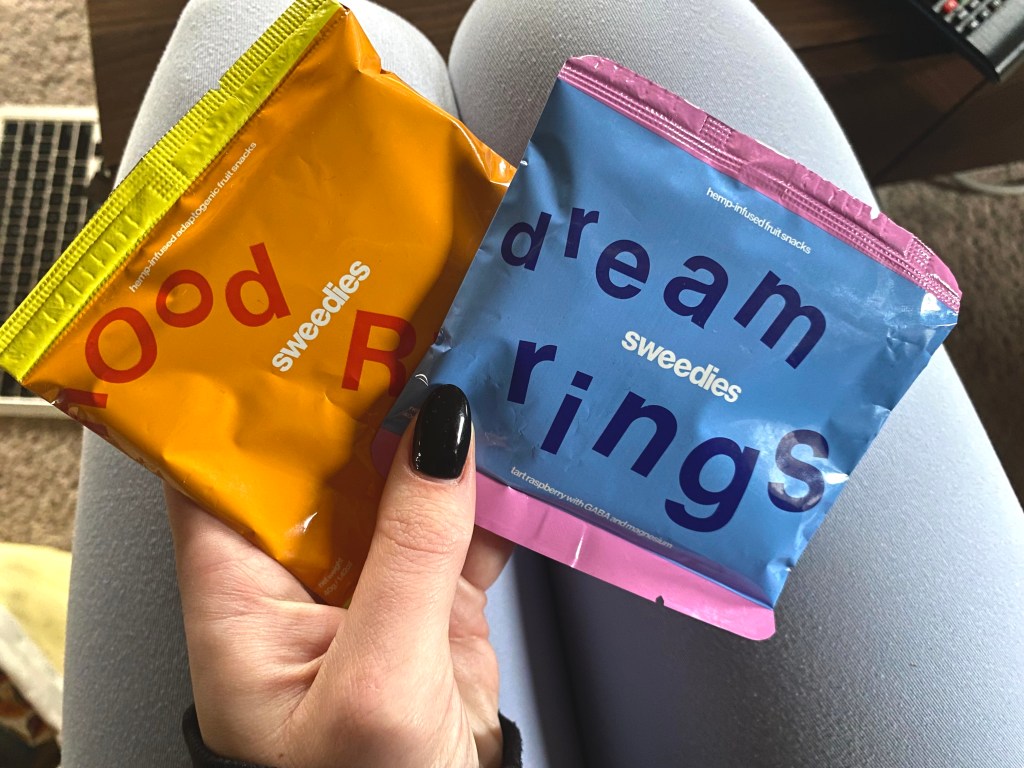 hemp-infused adaptogenic fruit snacks
mood
sweedies
R
hemp-infused fruit snacks
dream
sweedies
rings
tart raspberry with GABA and magnesium